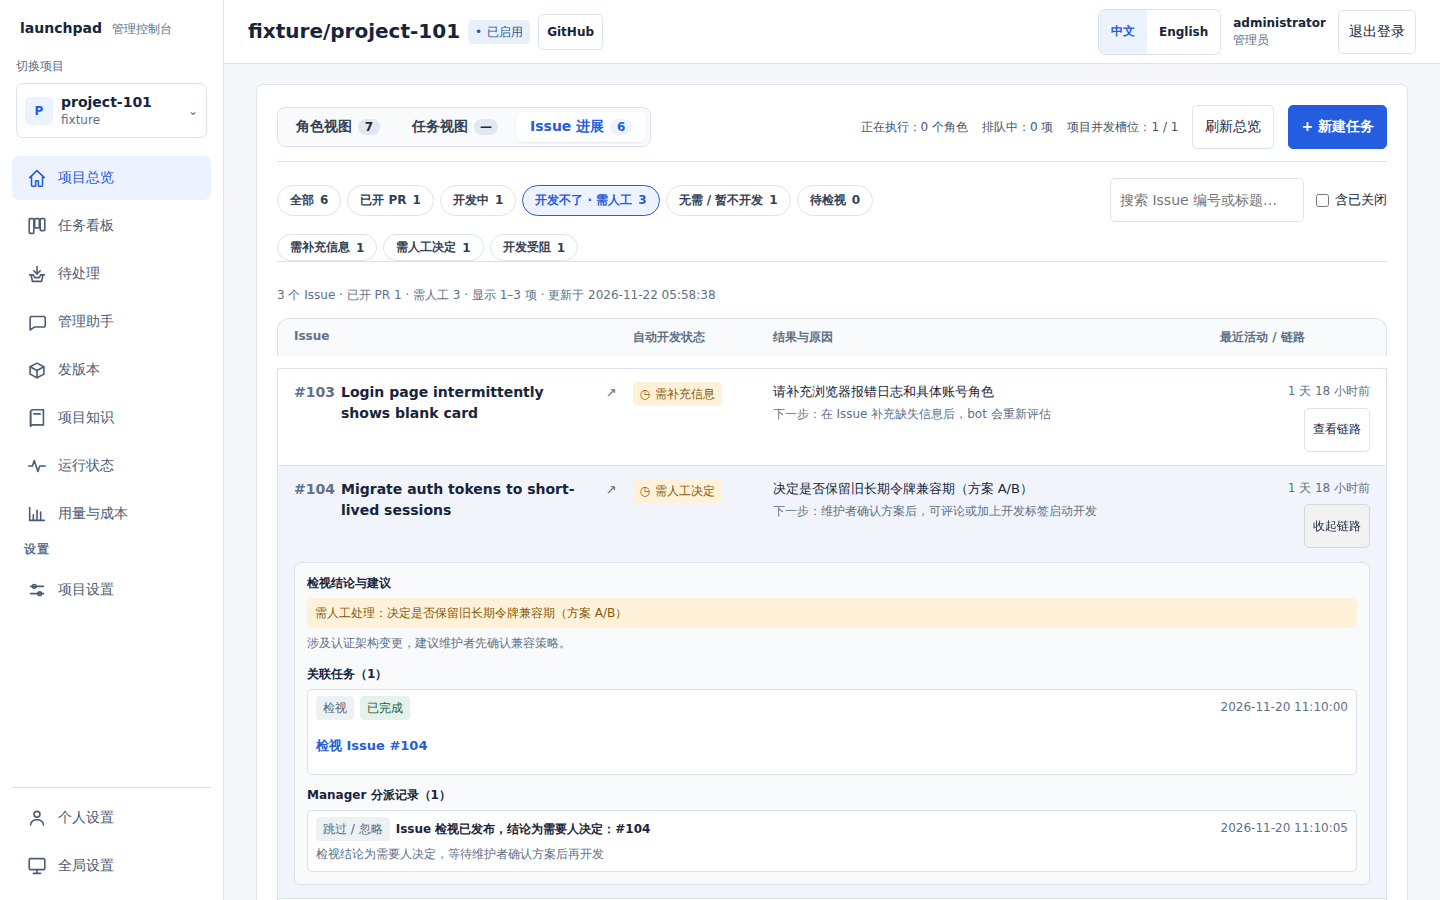 launchpad 管理控制台
切换项目
P
project-101
fixture
项目总览
任务看板
待处理
管理助手
发版本
项目知识
运行状态
用量与成本
设置
项目设置
个人设置
全局设置
fixture/project-101 • 已启用 GitHub
中文 English
administrator
管理员
退出登录
角色视图 7 任务视图 — Issue 进展 6
正在执行：0 个角色 排队中：0 项 项目并发槽位：1 / 1 刷新总览 + 新建任务
全部 6 已开 PR 1 开发中 1 开发不了 · 需人工 3 无需 / 暂不开发 1 待检视 0
搜索 Issue 编号或标题... 含已关闭
需补充信息 1 需人工决定 1 开发受阻 1
3 个 Issue · 已开 PR 1 · 需人工 3 · 显示 1–3 项 · 更新于 2026-11-22 05:58:38
Issue 自动开发状态 结果与原因 最近活动 / 链路
#103 Login page intermittently shows blank card ↗ 需补充信息
请补充浏览器报错日志和具体账号角色
下一步：在 Issue 补充缺失信息后，bot 会重新评估
1 天 18 小时前
查看链路
#104 Migrate auth tokens to short-lived sessions ↗ 需人工决定
决定是否保留旧长期令牌兼容期（方案 A/B）
下一步：维护者确认方案后，可评论或加上开发标签启动开发
1 天 18 小时前
收起链路
检视结论与建议
需人工处理：决定是否保留旧长期令牌兼容期（方案 A/B）
涉及认证架构变更，建议维护者先确认兼容策略。
关联任务（1）
检视 已完成 2026-11-20 11:10:00
检视 Issue #104
Manager 分派记录（1）
跳过 / 忽略 Issue 检视已发布，结论为需要人决定：#104 2026-11-20 11:10:05
检视结论为需要人决定，等待维护者确认方案后再开发